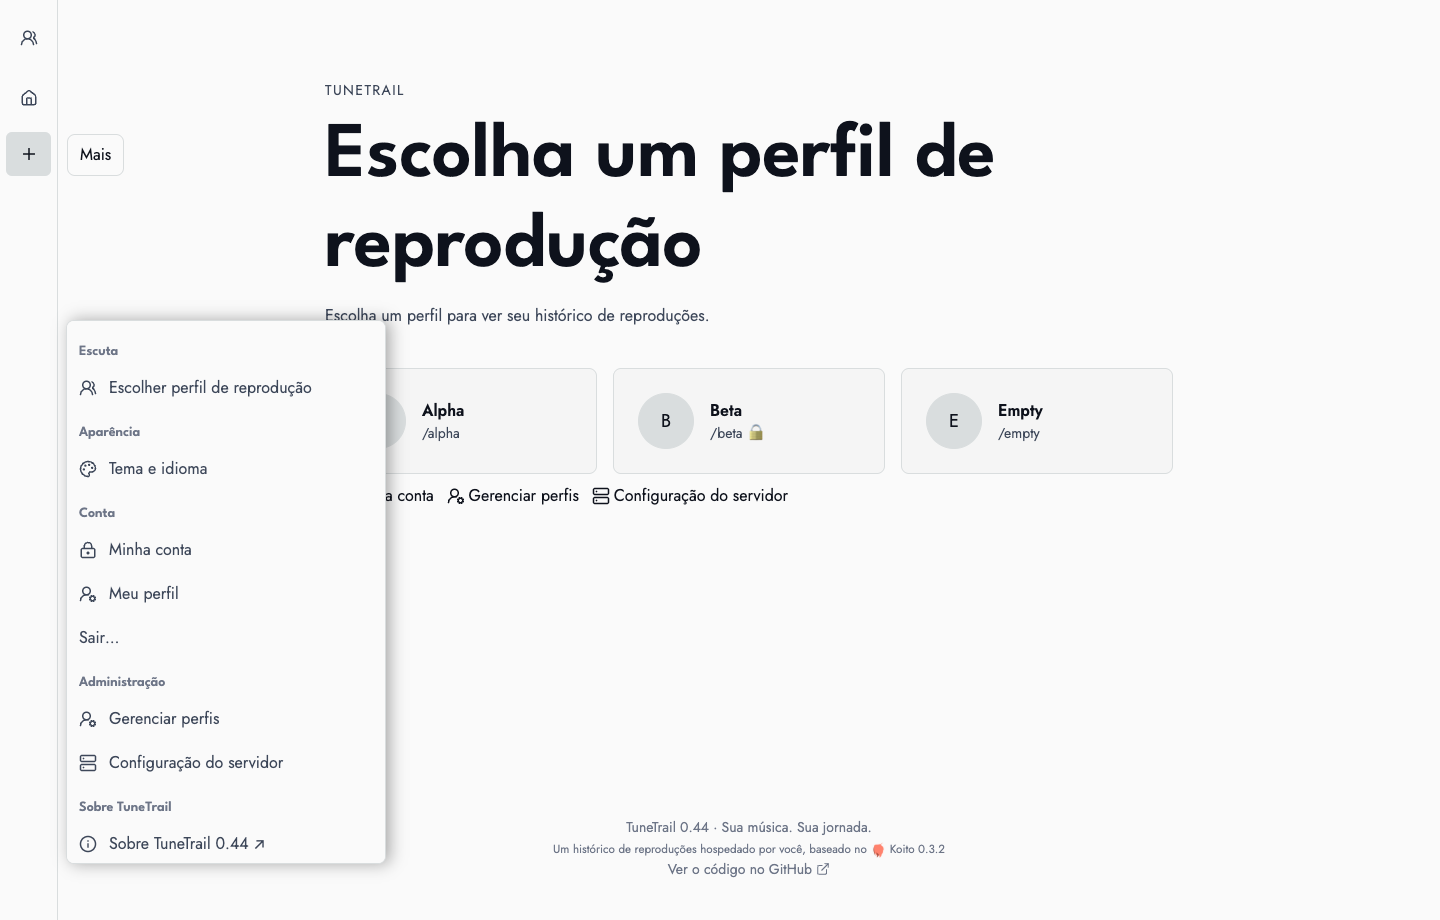 TUNETRAIL
Escolha um perfil de
reprodução
Escolha um perfil para ver seu histórico de reproduções.
Mais
Escuta
Escolher perfil de reprodução
Aparência
Tema e idioma
Conta
Minha conta
Meu perfil
Sair...
Administração
Gerenciar perfis
Configuração do servidor
Sobre TuneTrail
Sobre TuneTrail 0.44 ↗
Alpha
/alpha
B
Beta
/beta 🔒
E
Empty
/empty
a conta Gerenciar perfis Configuração do servidor
TuneTrail 0.44 · Sua música. Sua jornada.
Um histórico de reproduções hospedado por você, baseado no Koito 0.3.2
Ver o código no GitHub